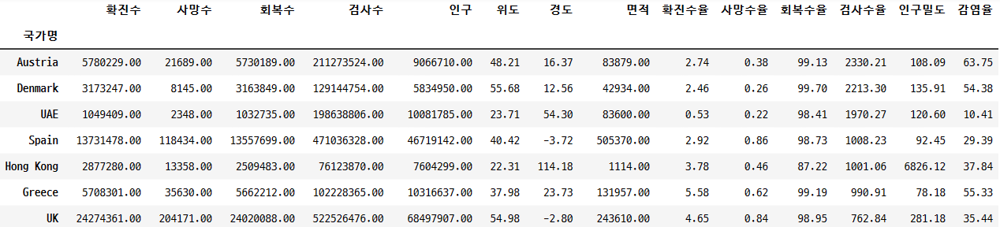 확진수 사망수 회복수 검사수 인구 위도 경도 면적 확진수율 사망수율 회복수율 검사수율 인구밀도 감염율
국가명
Austria 5780229.00 21689.00 5730189.00 211273524.00 9066710.00 48.21 16.37 83879.00 2.74 0.38 99.13 2330.21 108.09 63.75
Denmark 3173247.00 8145.00 3163849.00 129144754.00 5834950.00 55.68 12.56 42934.00 2.46 0.26 99.70 2213.30 135.91 54.38
UAE 1049409.00 2348.00 1032735.00 198638806.00 10081785.00 23.71 54.30 83600.00 0.53 0.22 98.41 1970.27 120.60 10.41
Spain 13731478.00 118434.00 13557699.00 471036328.00 46719142.00 40.42 -3.72 505370.00 2.92 0.86 98.73 1008.23 92.45 29.39
Hong Kong 2877280.00 13358.00 2509483.00 76123870.00 7604299.00 22.31 114.18 1114.00 3.78 0.46 87.22 1001.06 6826.12 37.84
Greece 5708301.00 35630.00 5662212.00 102228365.00 10316637.00 37.98 23.73 131957.00 5.58 0.62 99.19 990.91 78.18 55.33
UK 24274361.00 204171.00 24020088.00 522526476.00 68497907.00 54.98 -2.80 243610.00 4.65 0.84 98.95 762.84 281.18 35.44